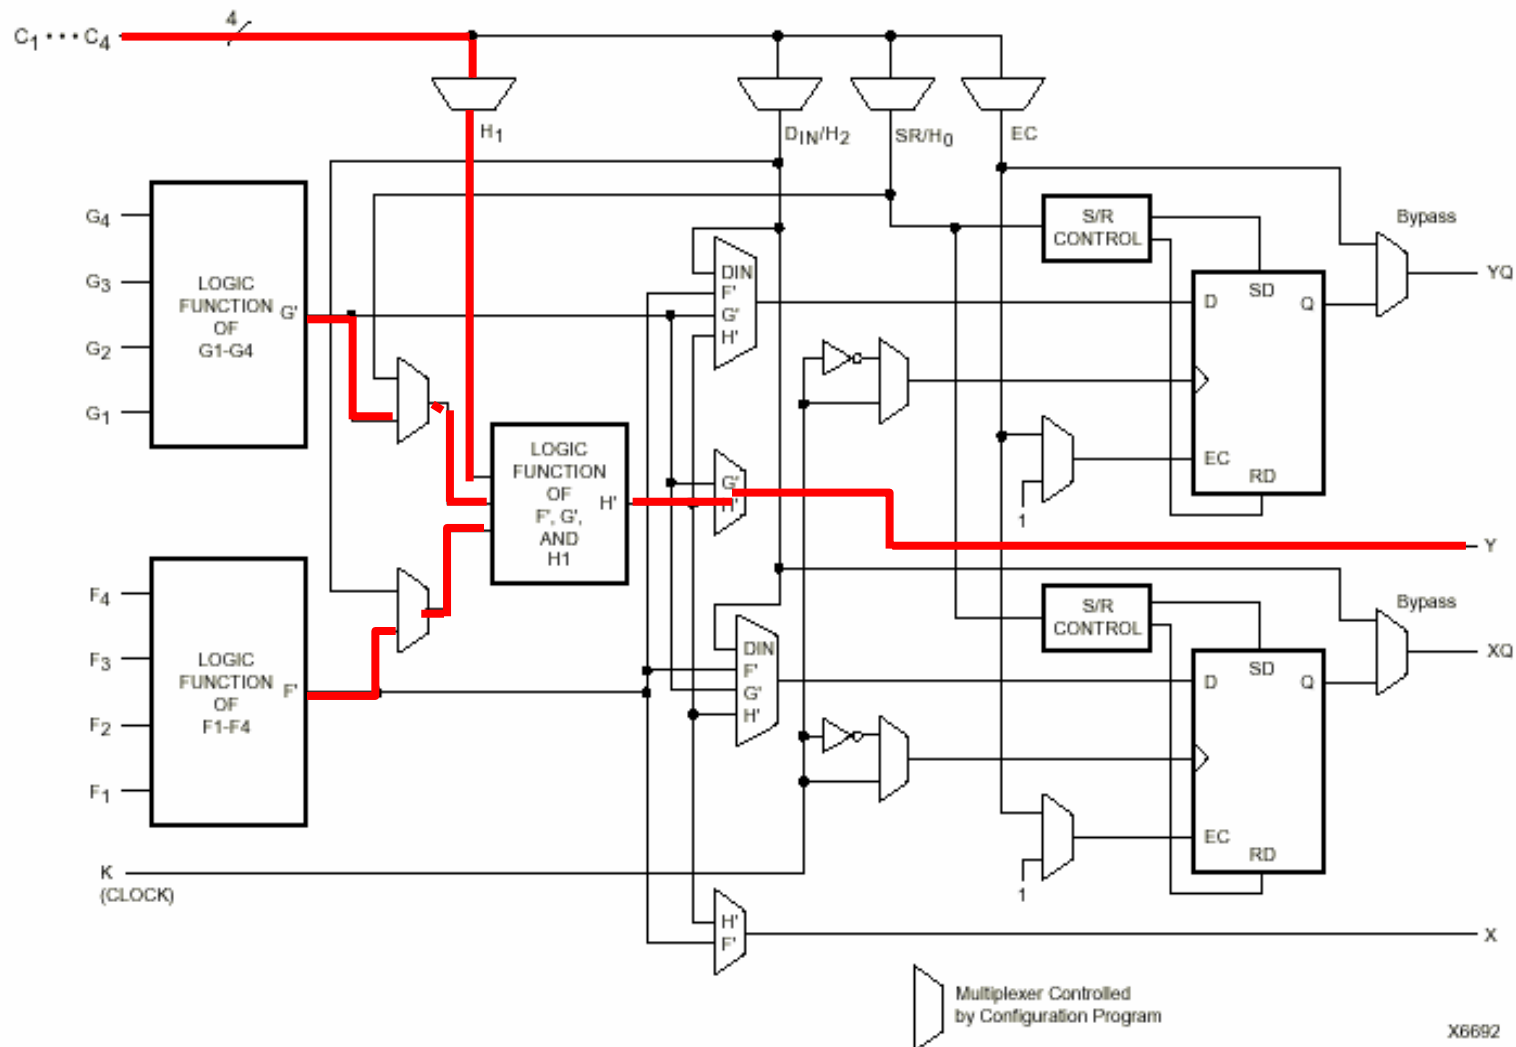 C1 • • • C4
4
H1
DIN/H2
SR/H0
EC
G4
G3
G2
G1
LOGIC
FUNCTION
OF
G1-G4
G'
DIN
F'
G'
H'
S/R
CONTROL
Bypass
YQ
D
SD
Q
EC
RD
1
LOGIC
FUNCTION
OF
F', G',
AND
H1
H'
G'
H'
Y
F4
F3
F2
F1
LOGIC
FUNCTION
OF
F1-F4
F'
DIN
F'
G'
H'
S/R
CONTROL
Bypass
XQ
D
SD
Q
EC
RD
1
K
(CLOCK)
H'
F'
X
Multiplexer Controlled
by Configuration Program
X6692